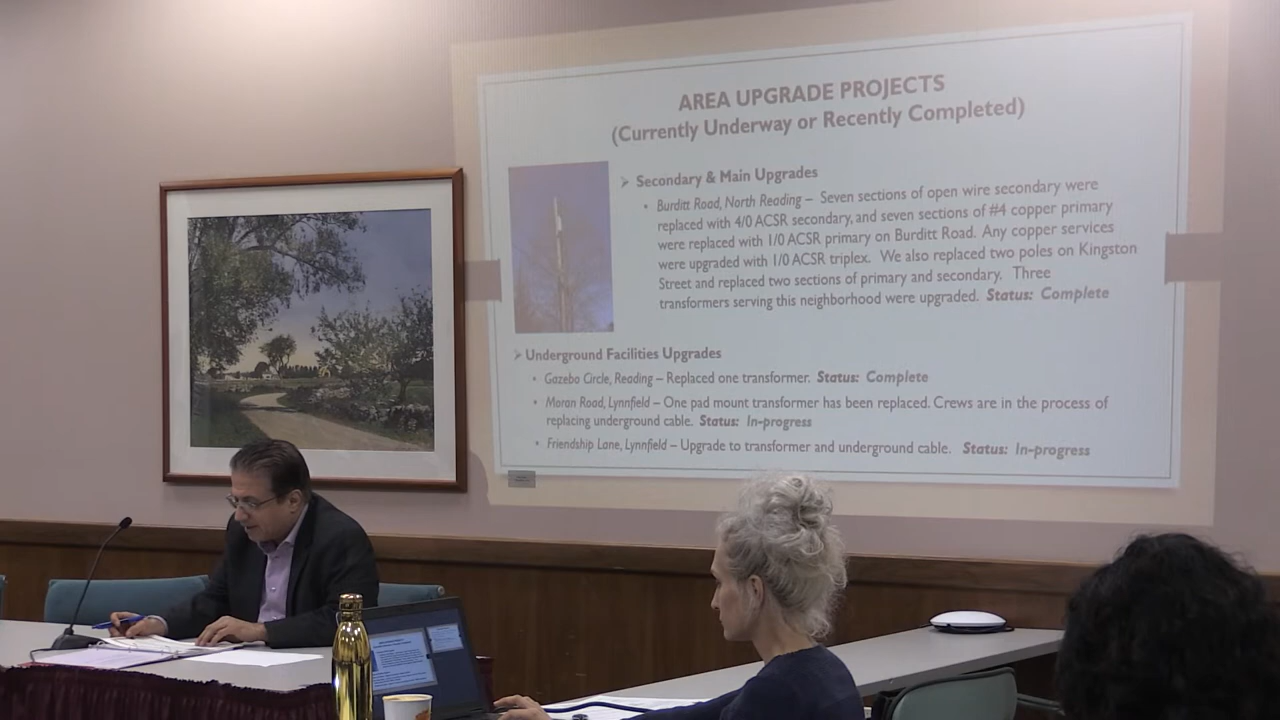 AREA UPGRADE PROJECTS
(Currently Underway or Recently Completed)
➢ Secondary & Main Upgrades
• Burditt Road, North Reading – Seven sections of open wire secondary were
replaced with 4/0 ACSR secondary, and seven sections of #4 copper primary
were replaced with 1/0 ACSR primary on Burditt Road. Any copper services
were upgraded with 1/0 ACSR triplex. We also replaced two poles on Kingston
Street and replaced two sections of primary and secondary. Three
transformers serving this neighborhood were upgraded. Status: Complete
➢ Underground Facilities Upgrades
• Gazebo Circle, Reading – Replaced one transformer. Status: Complete
• Moran Road, Lynnfield – One pad mount transformer has been replaced. Crews are in the process of
replacing underground cable. Status: In-progress
• Friendship Lane, Lynnfield – Upgrade to transformer and underground cable. Status: In-progress